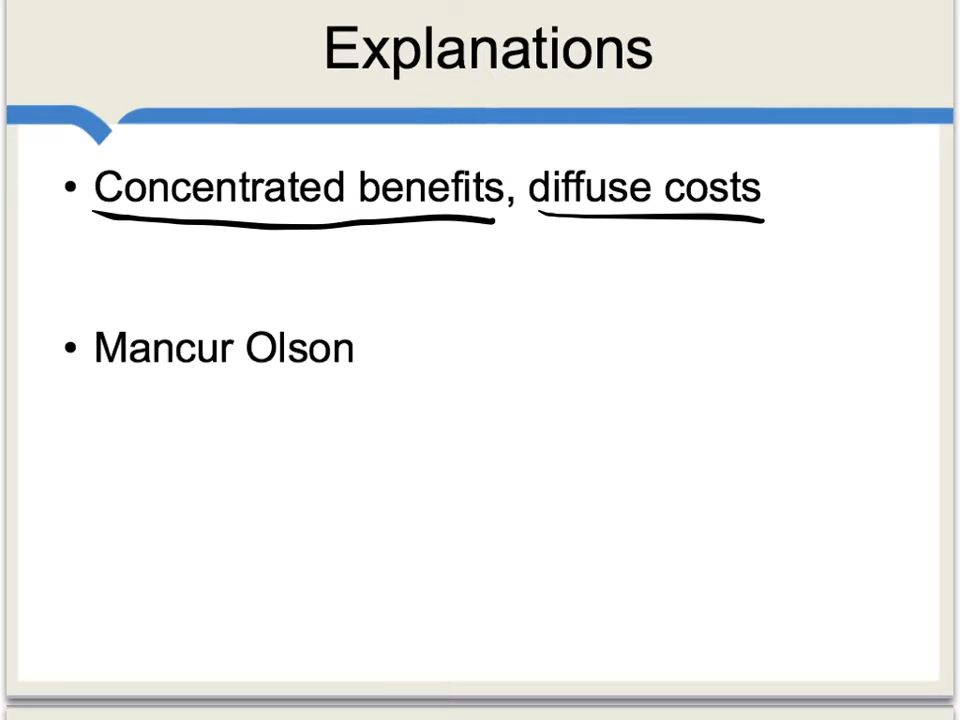 Explanations
• Concentrated benefits, diffuse costs
• Mancur Olson